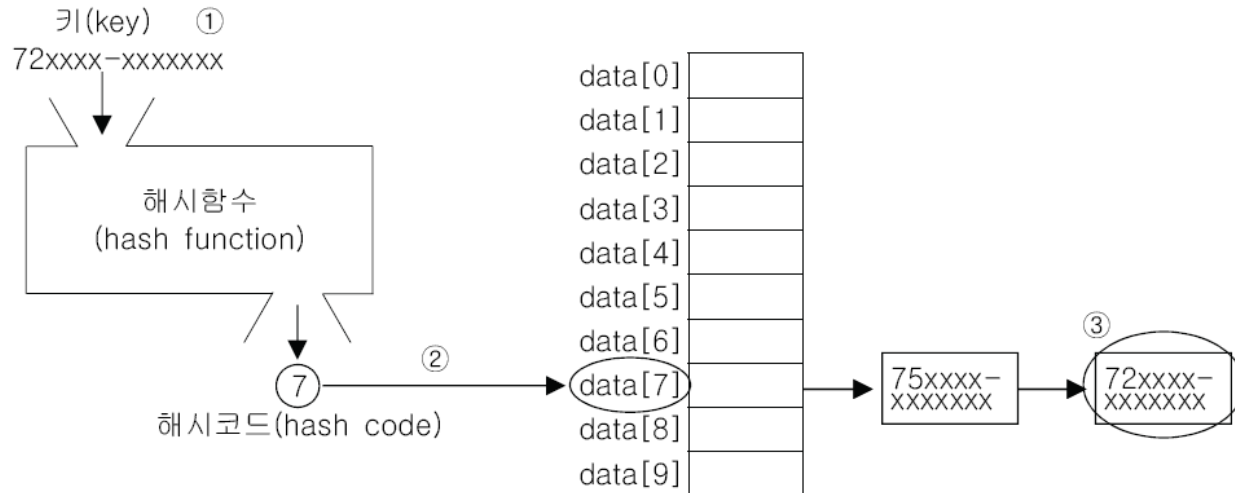 키(key) ①
72xxxx-xxxxxxx
해시함수
(hash function)
7
해시코드(hash code)
②
data[0]
data[1]
data[2]
data[3]
data[4]
data[5]
data[6]
data[7]
data[8]
data[9]
75xxxx-
xxxxxxx
③
72xxxx-
xxxxxxx